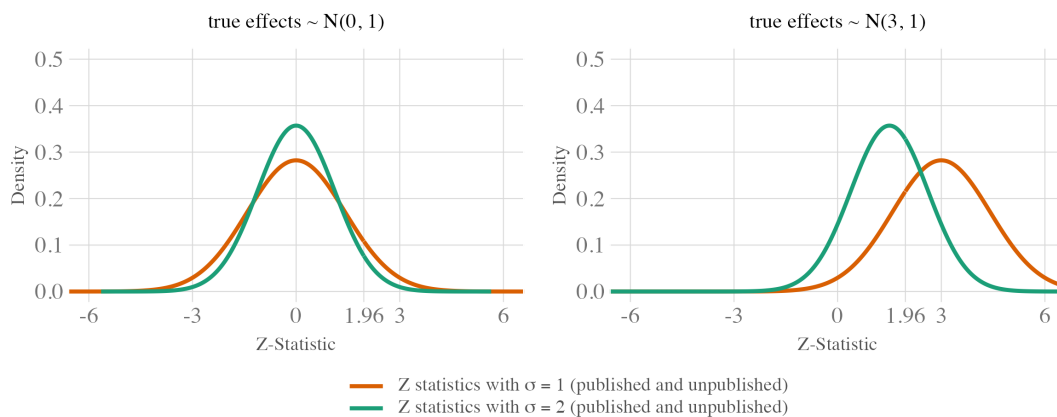 true effects ~ N(0, 1)
0.5
0.4
0.3
0.2
0.1
0.0
Density
-6 -3 0 1.96 3 6
Z-Statistic
true effects ~ N(3, 1)
0.5
0.4
0.3
0.2
0.1
0.0
Density
-6 -3 0 1.96 3 6
Z-Statistic
Z statistics with σ = 1 (published and unpublished)
Z statistics with σ = 2 (published and unpublished)